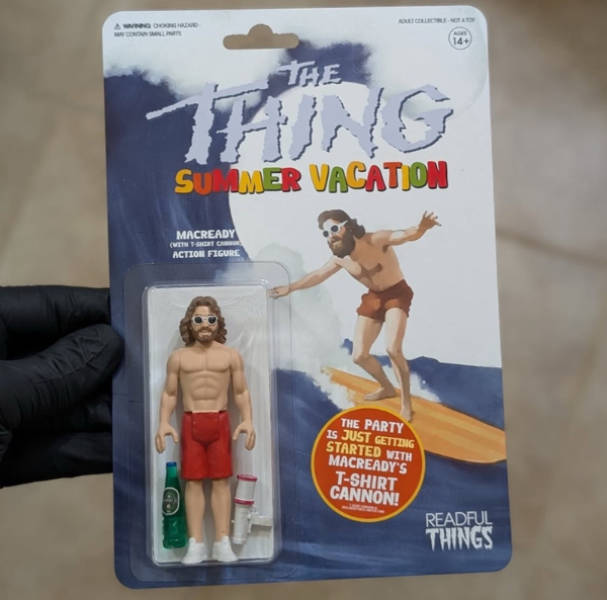 WARNING: CHOKING HAZARD-
MAY CONTAIN SMALL PARTS
ADULT COLLECTIBLE - NOT A TOY
AGES
14+
THE
THING
SUMMER VACATION
MACREADY
(WITH T-SHIRT CANNON)
ACTION FIGURE
THE PARTY
IS JUST GETTING
STARTED WITH
MACREADY'S
T-SHIRT
CANNON!
READFUL
THINGS